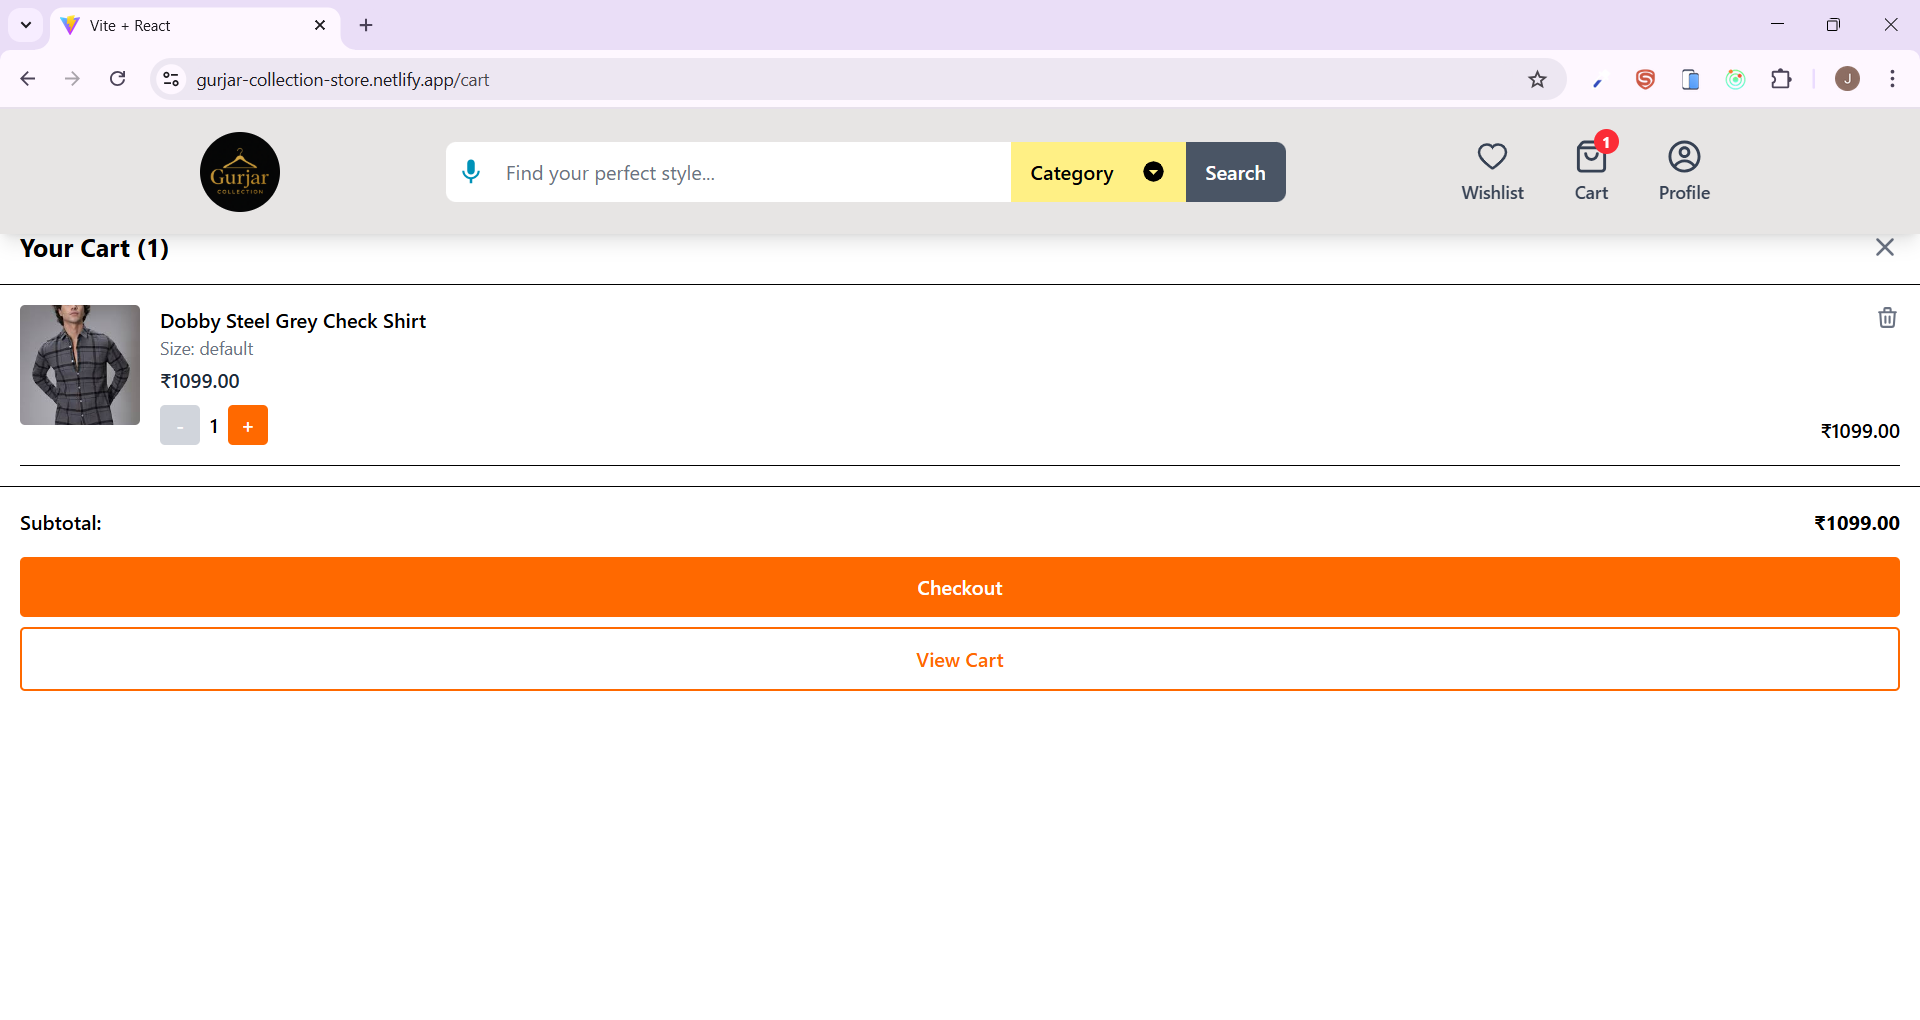 Vite + React
gurjar-collection-store.netlify.app/cart
J
Gurjar
COLLECTION
Find your perfect style...
Category
Search
Wishlist
1
Cart
Profile
Your Cart (1)
Dobby Steel Grey Check Shirt
Size: default
₹1099.00
- 1 +
₹1099.00
Subtotal: ₹1099.00
Checkout
View Cart